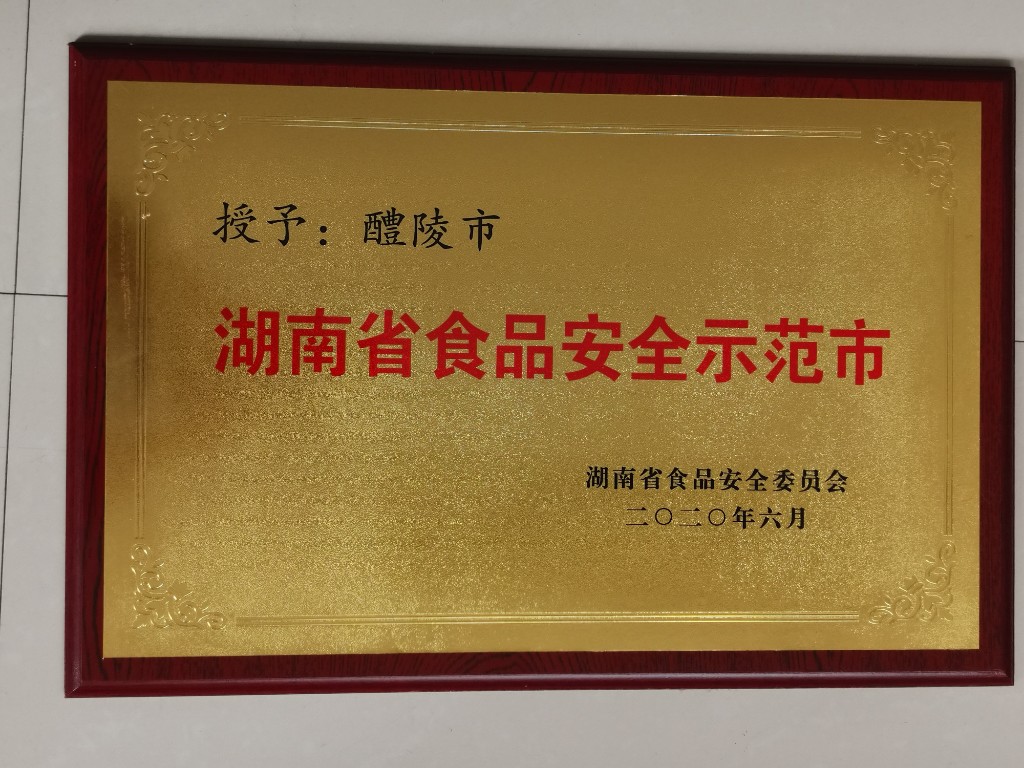 授予：醴陵市
湖南省食品安全示范市
湖南省食品安全委员会
二〇二〇年六月